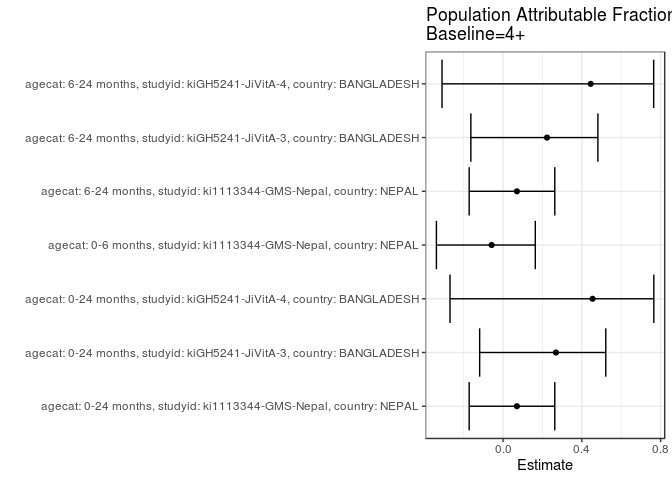 Population Attributable Fraction
Baseline=4+
agecat: 6-24 months, studyid: kiGH5241-JiVitA-4, country: BANGLADESH
agecat: 6-24 months, studyid: kiGH5241-JiVitA-3, country: BANGLADESH
agecat: 6-24 months, studyid: ki1113344-GMS-Nepal, country: NEPAL
agecat: 0-6 months, studyid: ki1113344-GMS-Nepal, country: NEPAL
agecat: 0-24 months, studyid: kiGH5241-JiVitA-4, country: BANGLADESH
agecat: 0-24 months, studyid: kiGH5241-JiVitA-3, country: BANGLADESH
agecat: 0-24 months, studyid: ki1113344-GMS-Nepal, country: NEPAL
0.0 0.4 0.8
Estimate